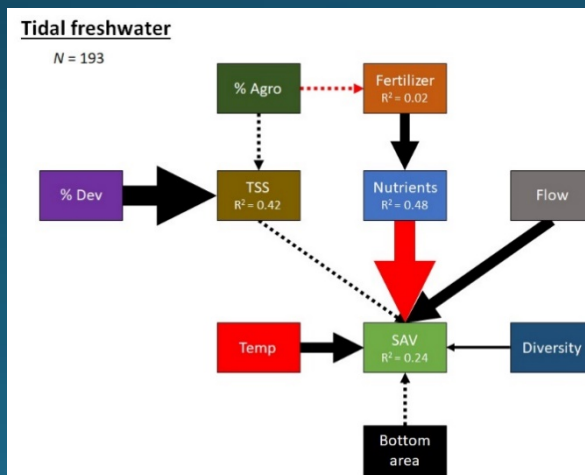 Tidal freshwater
N = 193
% Agro
Fertilizer
R² = 0.02
% Dev
TSS
R² = 0.42
Nutrients
R² = 0.48
Flow
Temp
SAV
R² = 0.24
Diversity
Bottom
area